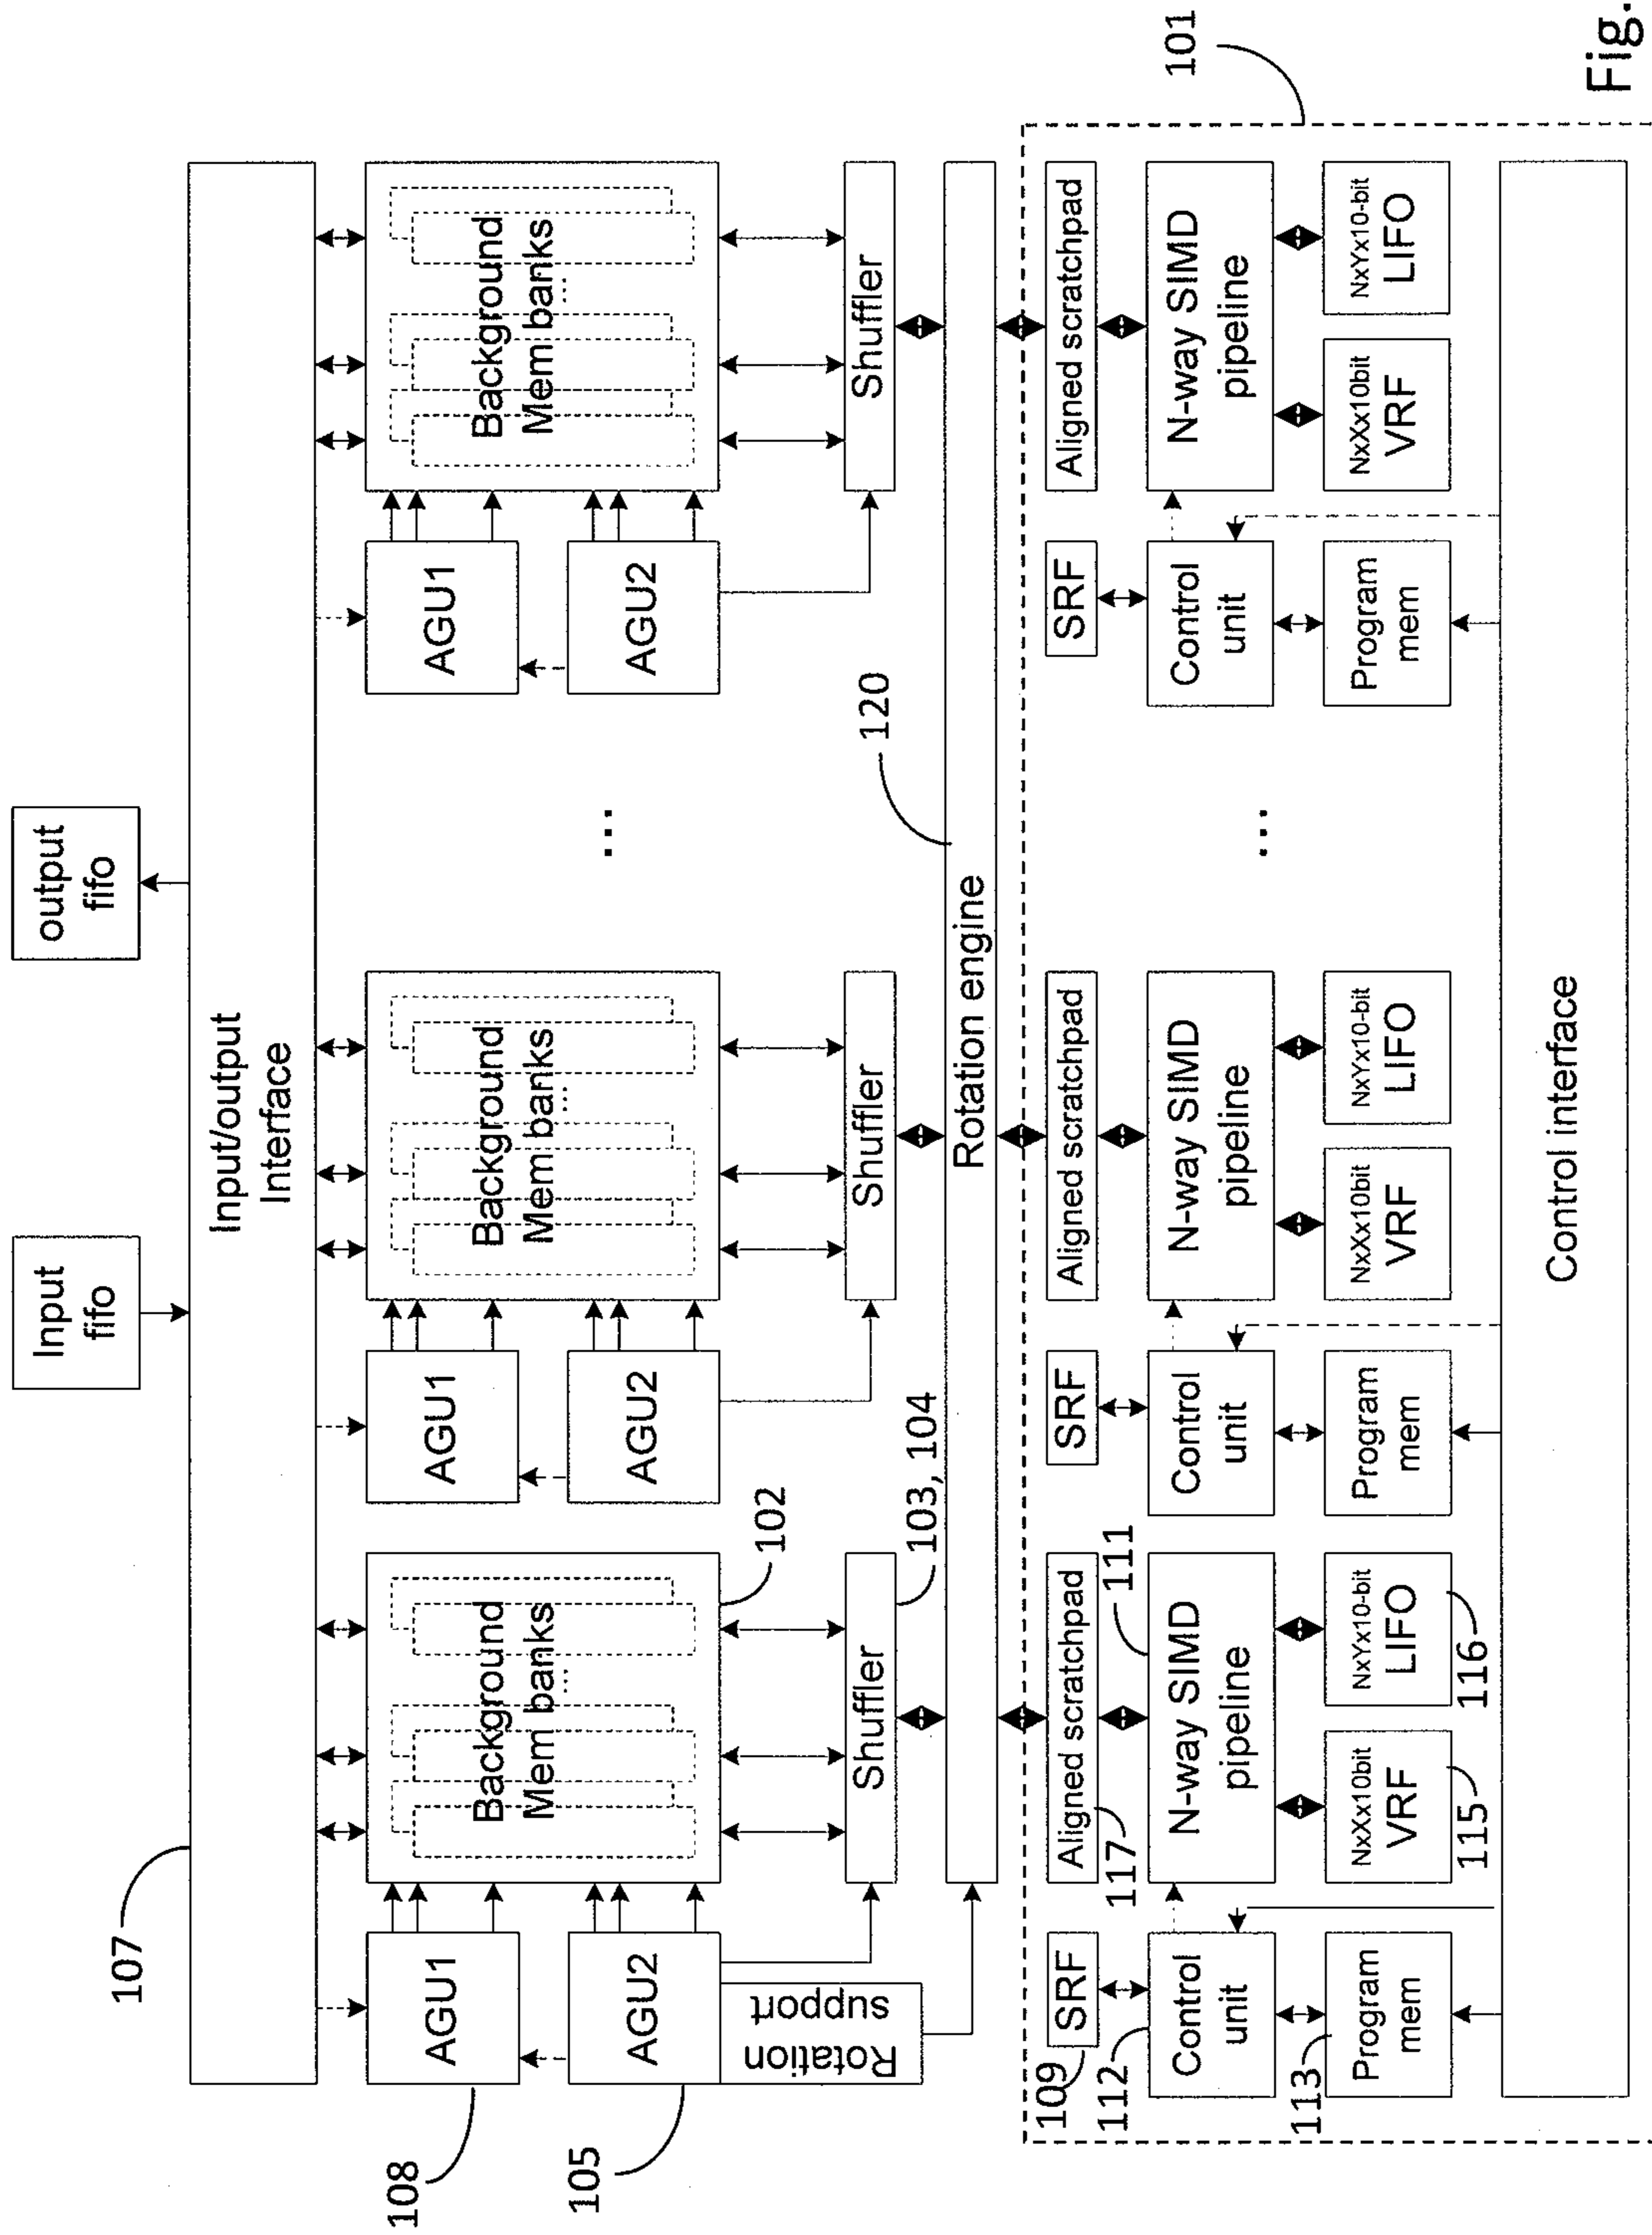 Input
fifo
output
fifo
107
Input/output
Interface
108
AGU1
Background
Mem banks
...
AGU1
Background
Mem banks
...
AGU1
Background
Mem banks
...
105
AGU2
102
AGU2
...
AGU2
Rotation
support
Shuffler
103, 104
Shuffler
120
Shuffler
Rotation engine
101
109
SRF
Aligned scratchpad
117
SRF
Aligned scratchpad
SRF
Aligned scratchpad
112
Control
unit
N-way SIMD
pipeline
111
Control
unit
N-way SIMD
pipeline
...
Control
unit
N-way SIMD
pipeline
113
Program
mem
NxXx10bit
VRF
115
NxYx10-bit
LIFO
116
Program
mem
NxXx10bit
VRF
NxYx10-bit
LIFO
Program
mem
NxXx10bit
VRF
NxYx10-bit
LIFO
Control interface
Fig.